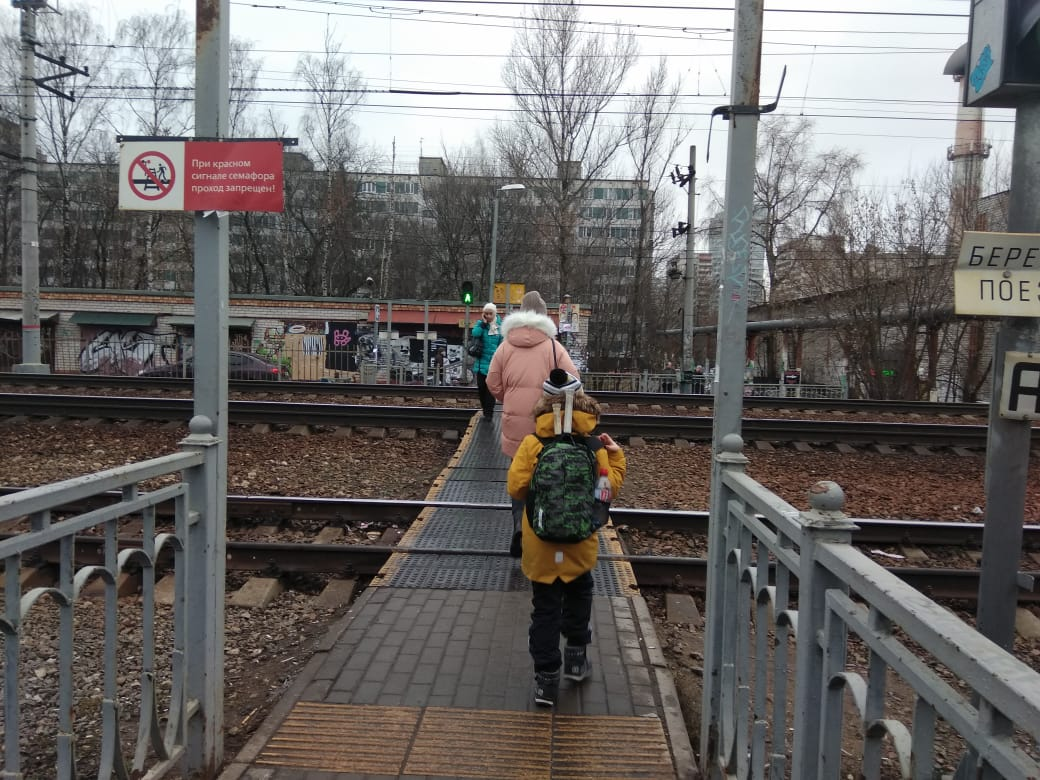 При красном
сигнале семафора
проход запрещен!
БЕРЕ
ПОЕЗ